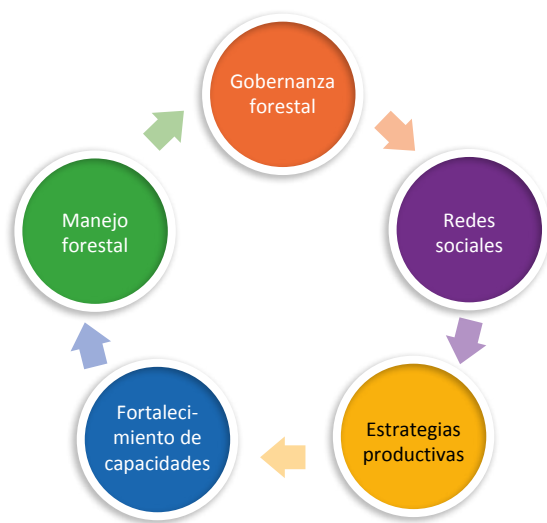 Gobernanza
forestal
Redes
sociales
Estrategias
productivas
Fortaleci-
miento de
capacidades
Manejo
forestal